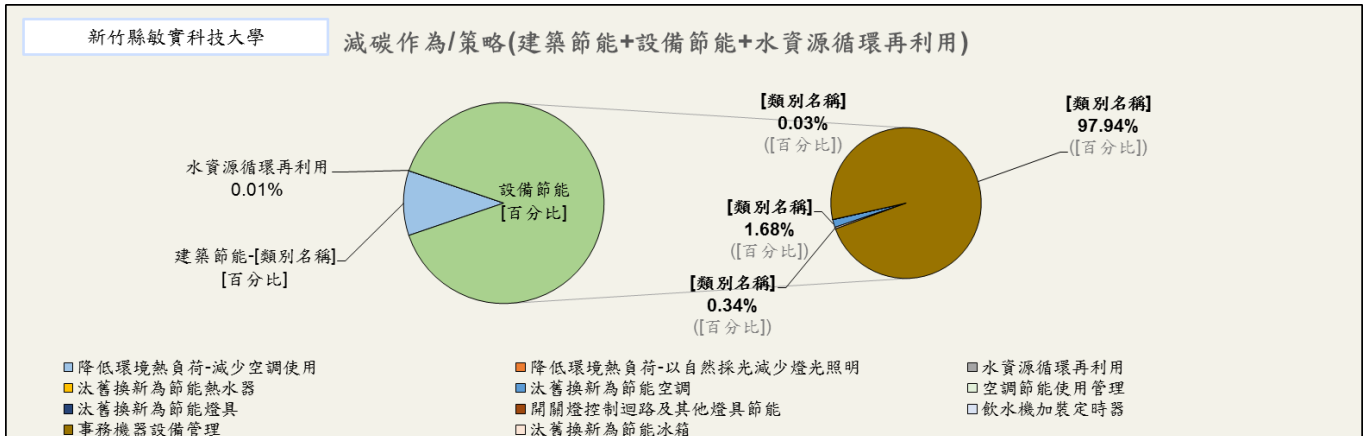 新竹縣敏實科技大學
減碳作為/策略(建築節能+設備節能+水資源循環再利用)
[類別名稱]
0.03%
([百分比])
[類別名稱]
97.94%
([百分比])
水資源循環再利用
0.01%
設備節能
[百分比]
[類別名稱]
1.68%
([百分比])
建築節能-[類別名稱]
[百分比]
[類別名稱]
0.34%
([百分比])
降低環境熱負荷-減少空調使用
降低環境熱負荷-以自然採光減少燈光照明
水資源循環再利用
汰舊換新為節能熱水器
汰舊換新為節能空調
空調節能使用管理
汰舊換新為節能燈具
開關燈控制迴路及其他燈具節能
飲水機加裝定時器
事務機器設備管理
汰舊換新為節能冰箱